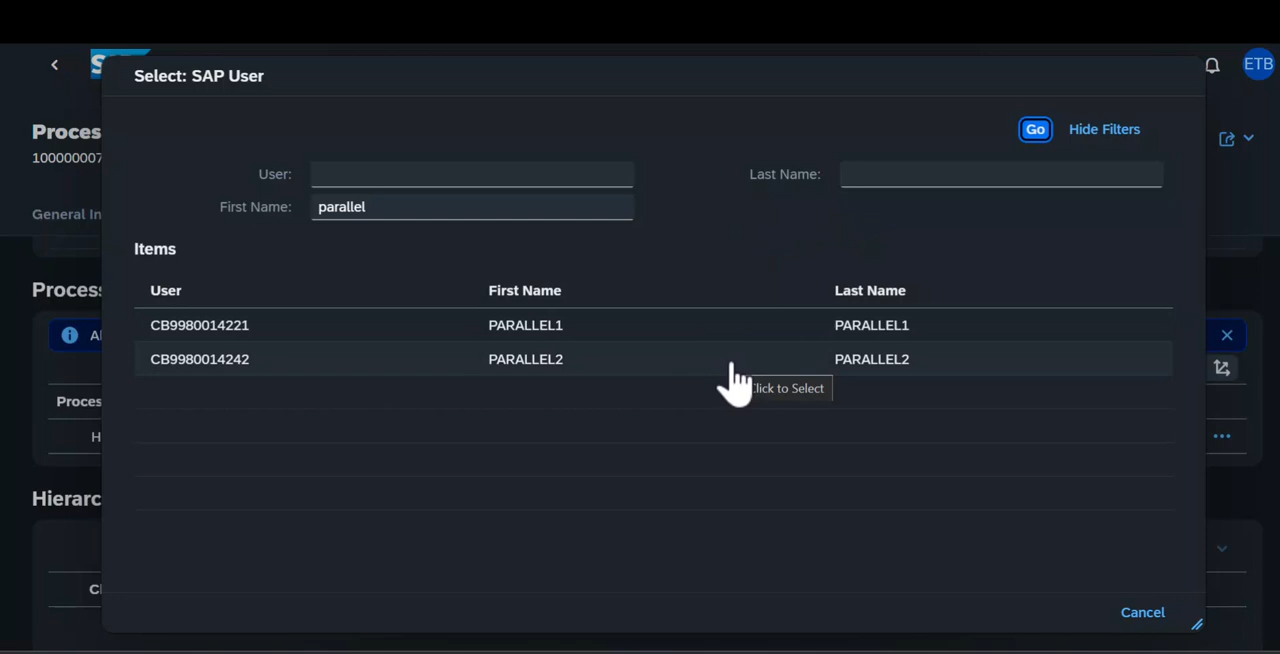 ETB
Select: SAP User
Proces
100000007
Go
Hide Filters
User:
Last Name:
First Name:
parallel
General In
Items
Process
User
First Name
Last Name
CB9980014221
PARALLEL1
PARALLEL1
CB9980014242
PARALLEL2
PARALLEL2
Click to Select
Proces
H
Hierarc
Cancel